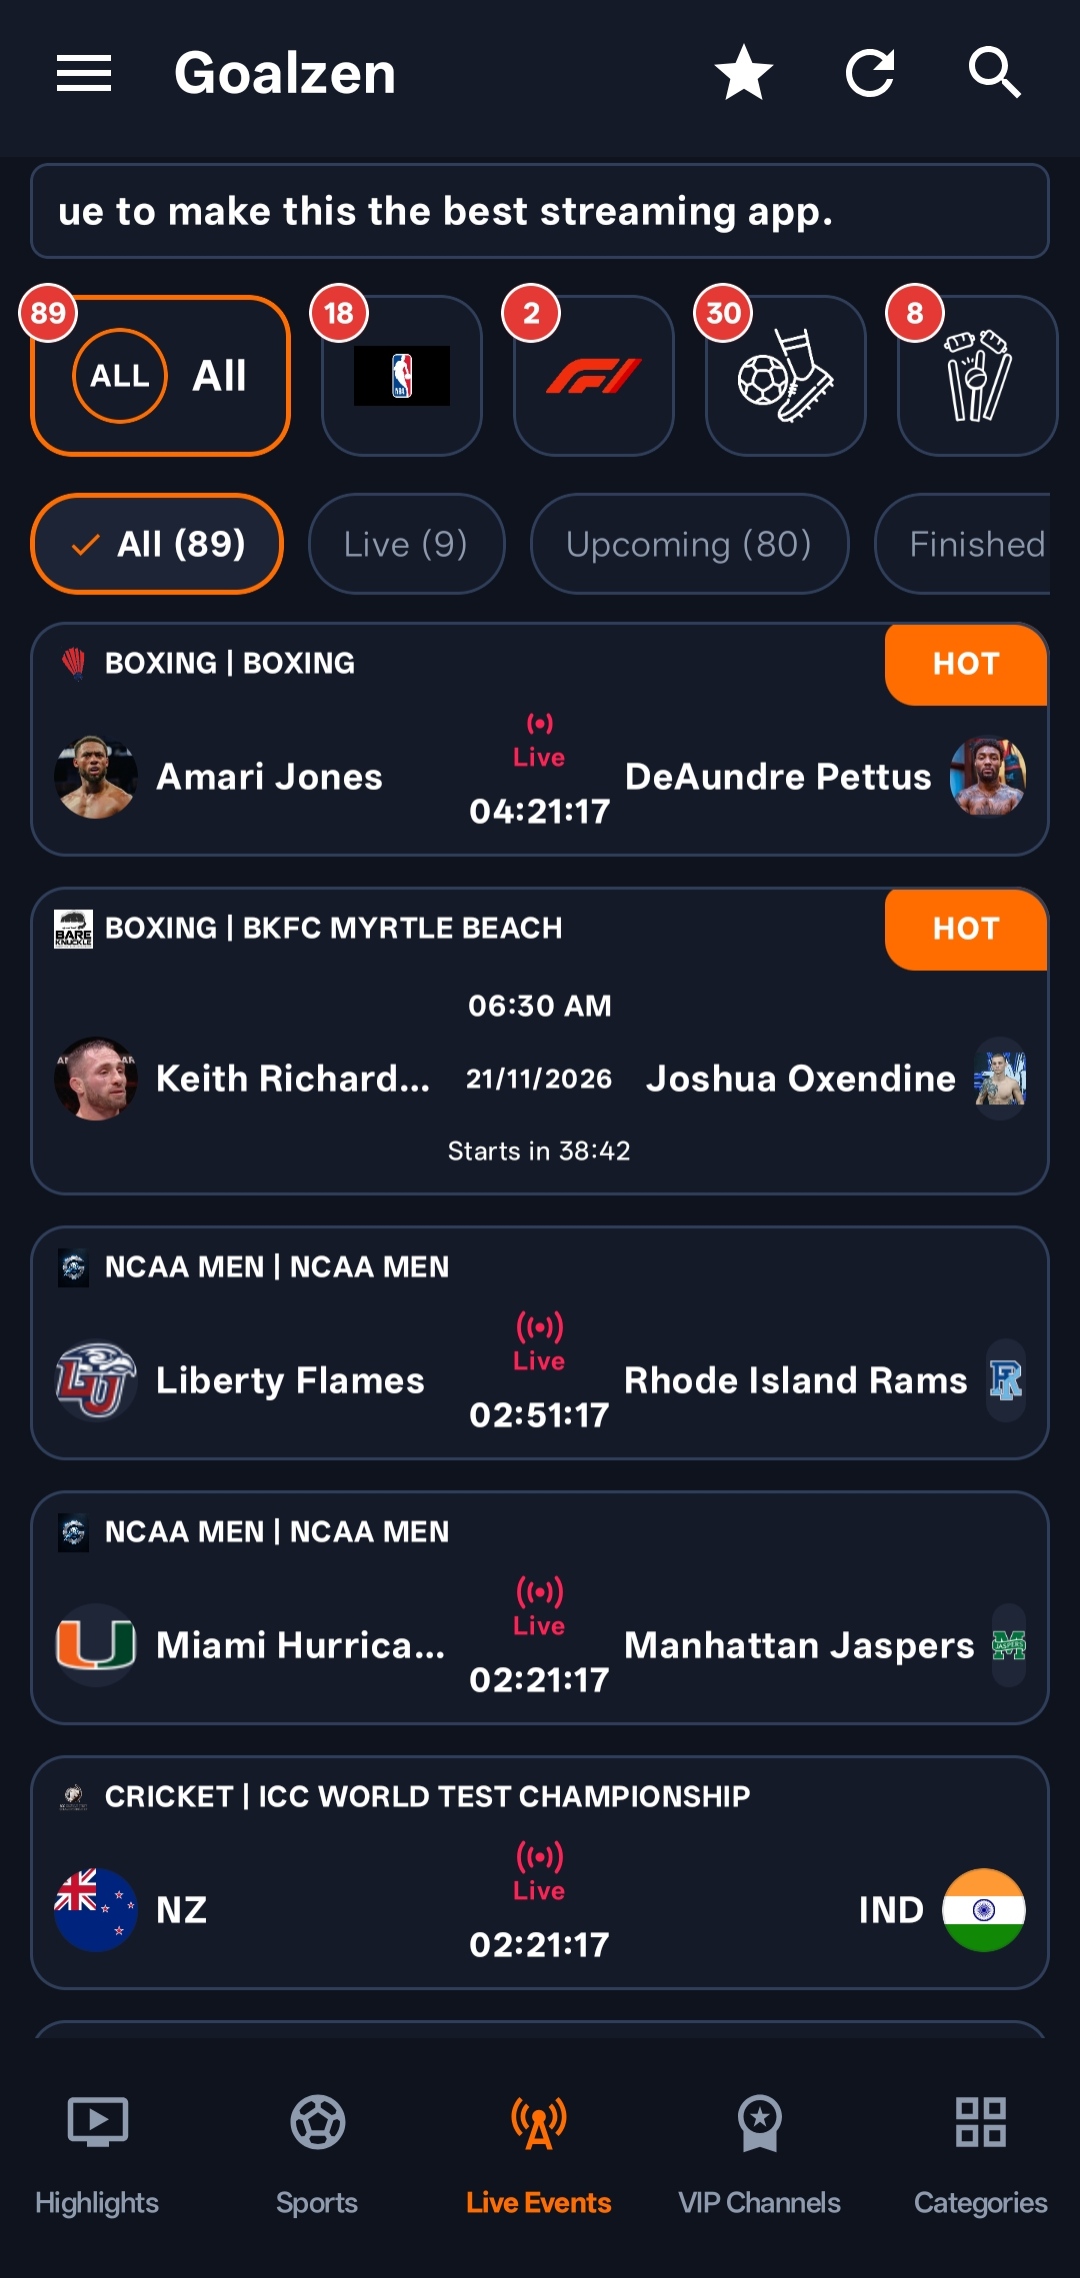 Goalzen
ue to make this the best streaming app.
89
18
2
30
8
ALL
All
NBA
All (89)
Live (9)
Upcoming (80)
Finished
BOXING | BOXING
HOT
Live
Amari Jones
DeAundre Pettus
04:21:17
BARE
KNUCKLE
BOXING | BKFC MYRTLE BEACH
HOT
06:30 AM
Keith Richard...
21/11/2026
Joshua Oxendine
Starts in 38:42
NCAA MEN | NCAA MEN
Live
Liberty Flames
Rhode Island Rams
02:51:17
NCAA MEN | NCAA MEN
Live
Miami Hurrica...
Manhattan Jaspers
JASPERS
02:21:17
CRICKET | ICC WORLD TEST CHAMPIONSHIP
Live
NZ
IND
02:21:17
Highlights
Sports
Live Events
VIP Channels
Categories